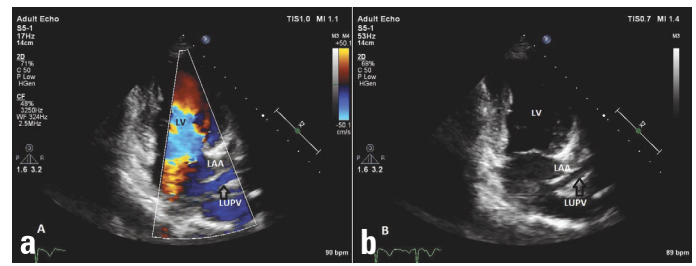 Adult Echo
S5-1
17Hz
14cm
2D
71%
C 50
P Low
HGen
CF
48%
3250Hz
WF 324Hz
2.5MHz
P R
1.6 3.2
TIS1.0 MI 1.1
M3 M4
+50.1
-50.1
cm/s
x2
LV
LAA
LUPV
A
a
99 bpm
Adult Echo
S5-1
53Hz
14cm
2D
68%
C 50
P Low
HGen
P R
1.6 3.2
TIS0.7 MI 1.4
M3
x2
LV
LAA
LUPV
B
b
89 bpm